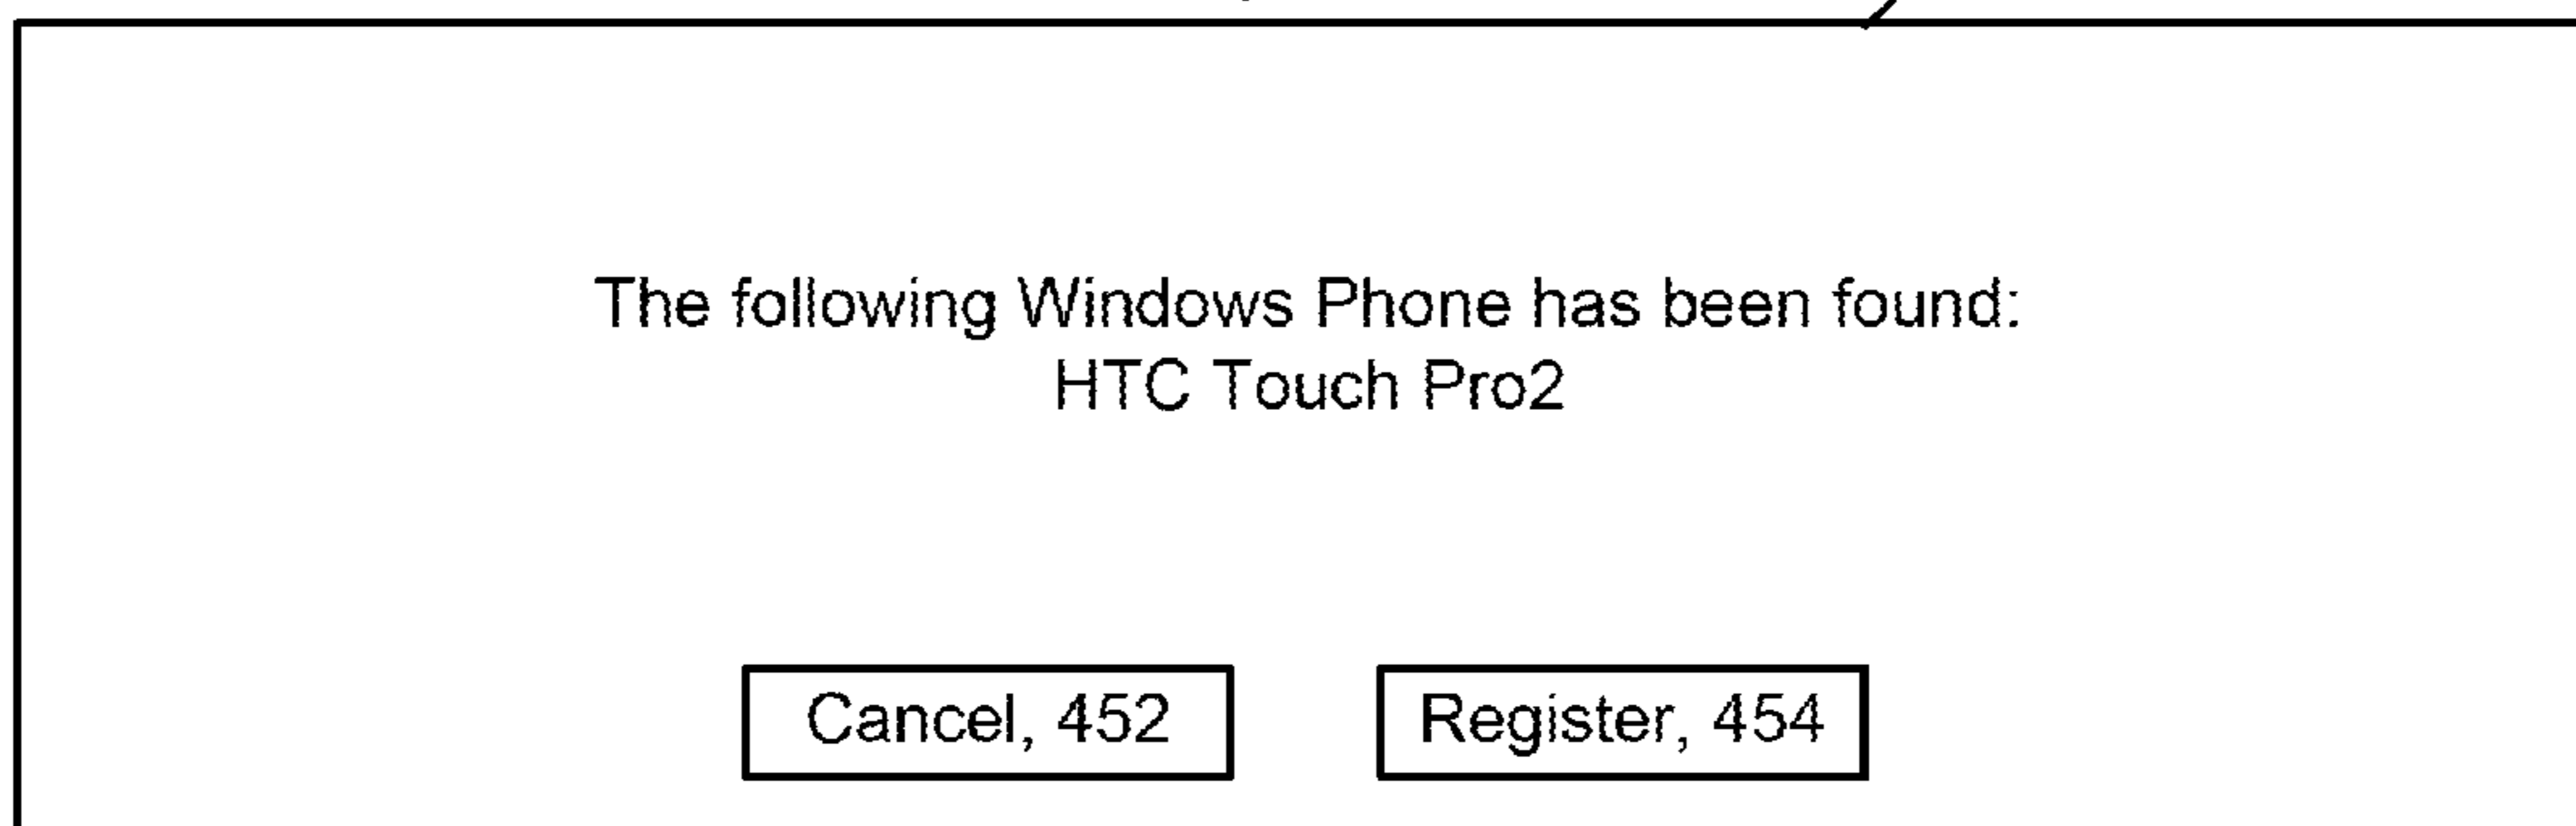 The following Windows Phone has been found:
HTC Touch Pro2
Cancel, 452
Register, 454